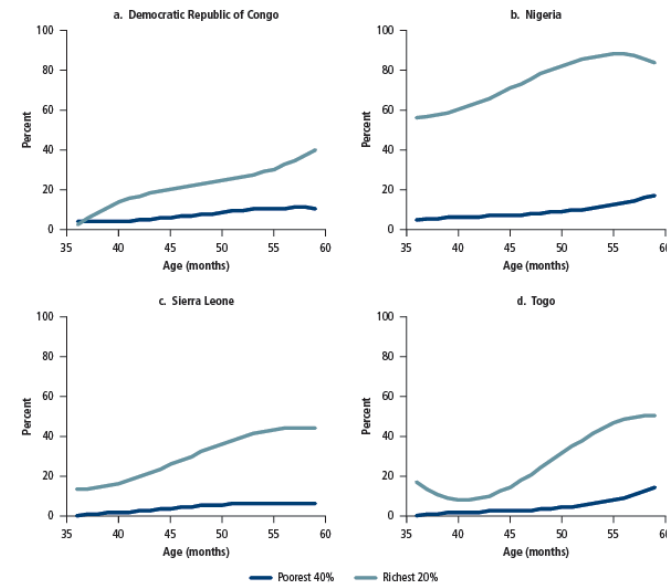 a. Democratic Republic of Congo
100
80
60
40
20
0
Percent
35 40 45 50 55 60
Age (months)
b. Nigeria
100
80
60
40
20
0
Percent
35 40 45 50 55 60
Age (months)
c. Sierra Leone
100
80
60
40
20
0
Percent
35 40 45 50 55 60
Age (months)
d. Togo
100
80
60
40
20
0
Percent
35 40 45 50 55 60
Age (months)
Poorest 40% Richest 20%